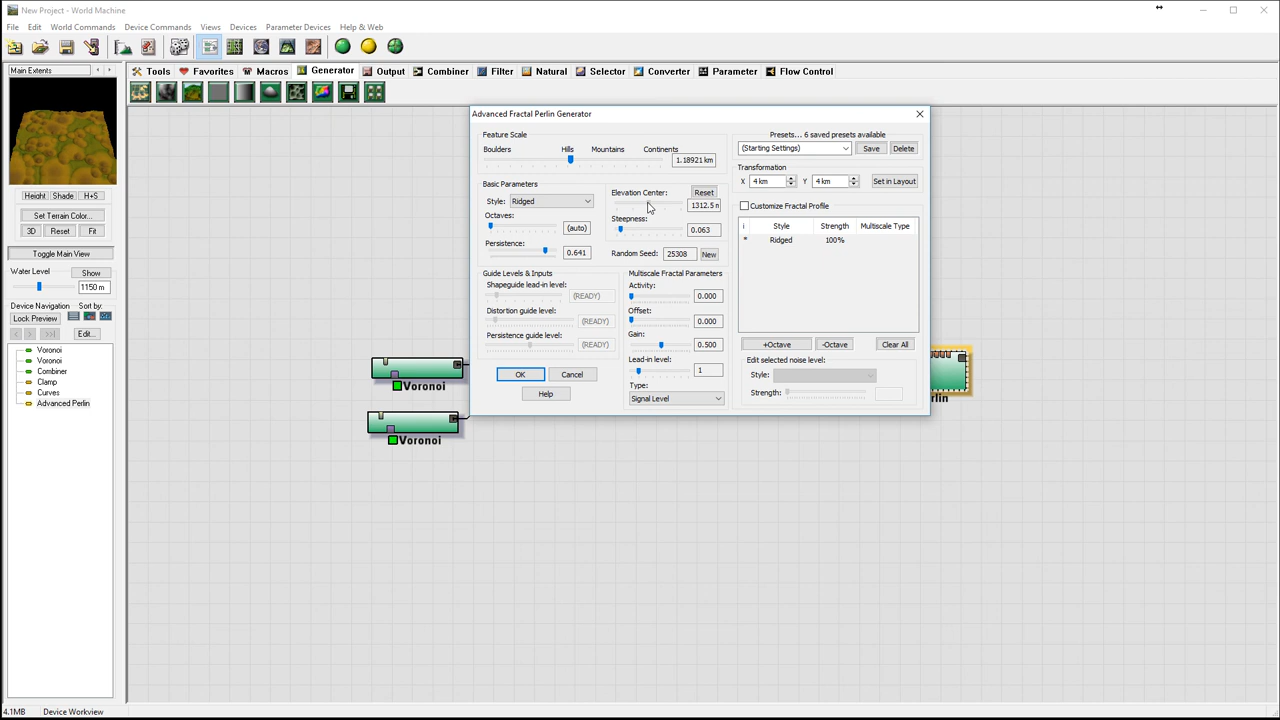 New Project - World Machine
File Edit World Commands Device Commands Views Devices Parameter Devices Help & Web
Main Extents
Tools Favorites Macros Generator Output Combiner Filter Natural Selector Converter Parameter Flow Control
Height Shade H+S
Set Terrain Color...
3D Reset Fit
Toggle Main View
Water Level Show
1150 m
Device Navigation Sort by:
Lock Preview
< > >>|
Edit...
Voronoi
Voronoi
Combiner
Clamp
Curves
Advanced Perlin
4.1MB Device Workview
Voronoi
Voronoi
rlin
Advanced Fractal Perlin Generator
Feature Scale
Boulders Hills Mountains Continents
1.18921 km
Basic Parameters
Style: Ridged
Octaves:
(auto)
Persistence:
0.641
Elevation Center: Reset
1312.5 m
Steepness:
0.063
Random Seed: 25308 New
Guide Levels & Inputs
Shapeguide lead-in level:
(READY)
Distortion guide level:
(READY)
Persistence guide level:
(READY)
OK Cancel
Help
Multiscale Fractal Parameters
Activity:
0.000
Offset:
0.000
Gain:
0.500
Lead-in level:
1
Type:
Signal Level
Presets... 6 saved presets available
(Starting Settings) Save Delete
Transformation
X 4 km Y 4 km Set in Layout
Customize Fractal Profile
i Style Strength Multiscale Type
* Ridged 100%
+Octave -Octave Clear All
Edit selected noise level:
Style:
Strength: